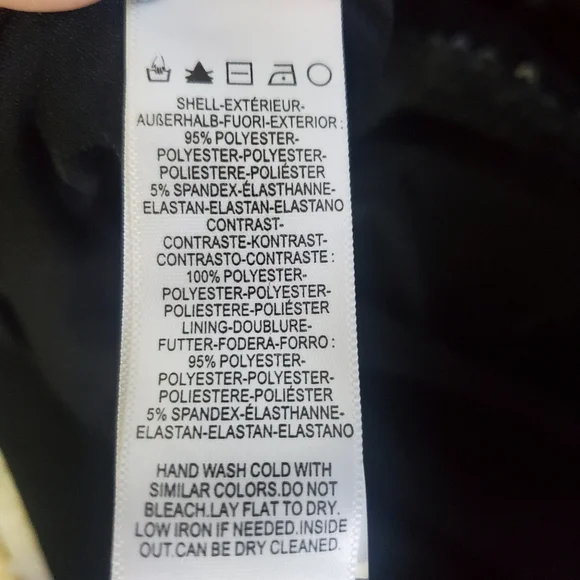 SHELL-EXTÉRIEUR-
AUßERHALB-FUORI-EXTERIOR:
95% POLYESTER-
POLYESTER-POLYESTER-
POLIESTERE-POLIÉSTER
5% SPANDEX-ÉLASTHANNE-
ELASTAN-ELASTAN-ELASTANO
CONTRAST-
CONTRASTE-KONTRAST-
CONTRASTO-CONTRASTE:
100% POLYESTER-
POLYESTER-POLYESTER-
POLIESTERE-POLIÉSTER
LINING-DOUBLURE-
FUTTER-FODERA-FORRO:
95% POLYESTER-
POLYESTER-POLYESTER-
POLIESTERE-POLIÉSTER
5% SPANDEX-ÉLASTHANNE-
ELASTAN-ELASTAN-ELASTANO
HAND WASH COLD WITH
SIMILAR COLORS.DO NOT
BLEACH.LAY FLAT TO DRY.
LOW IRON IF NEEDED.INSIDE
OUT.CAN BE DRY CLEANED.